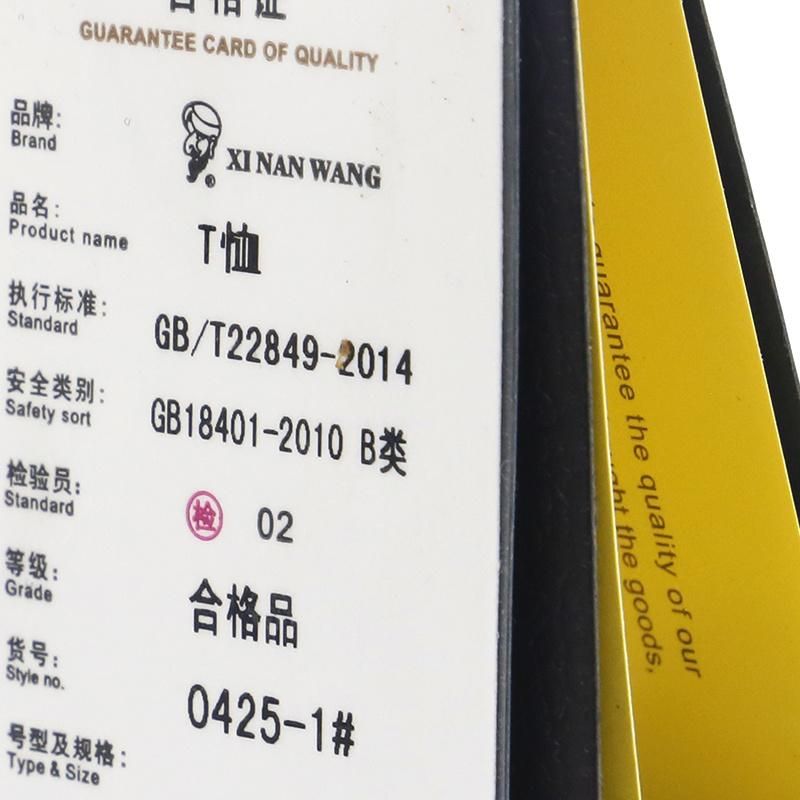 合格证
GUARANTEE CARD OF QUALITY
品牌:
Brand
® XI NAN WANG
品名:
Product name
T恤
执行标准:
Standard
GB/T22849-2014
安全类别:
Safety sort
GB18401-2010 B类
检验员:
Standard
检 02
等级:
Grade
合格品
货号:
Style no.
0425-1#
号型及规格:
Type & Size
guarantee the quality of our
the goods,